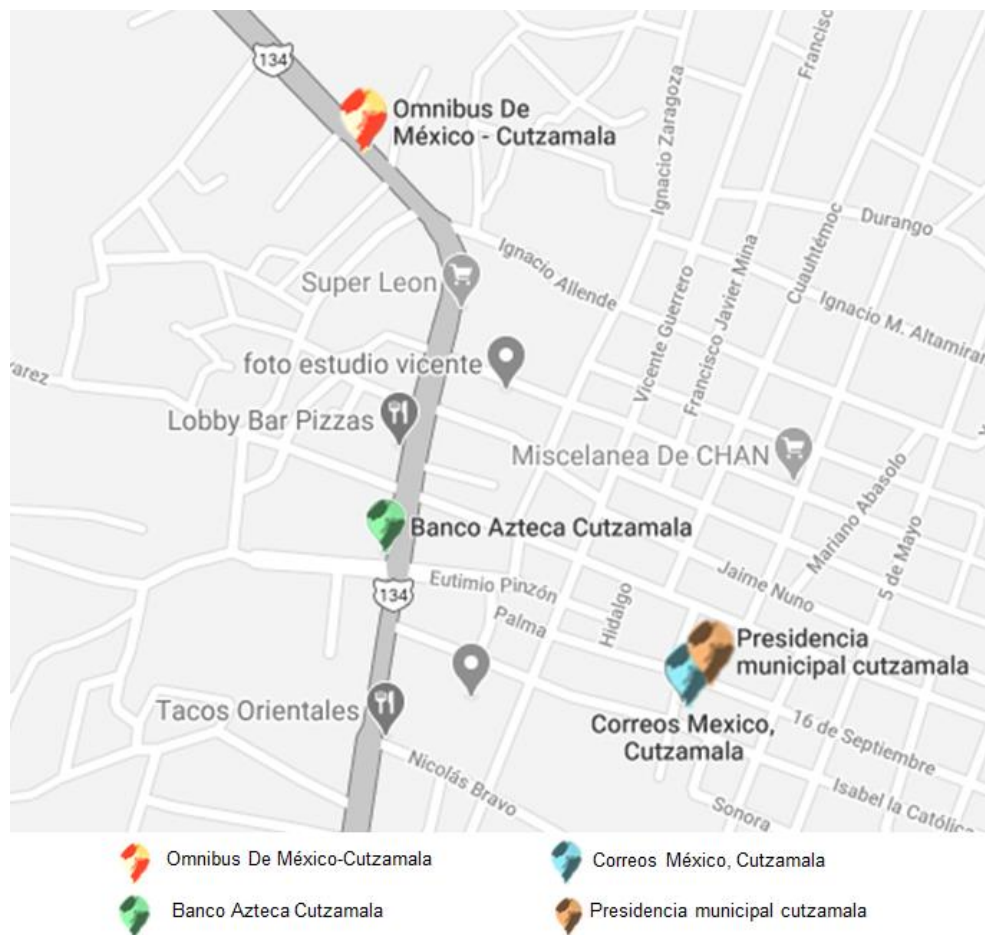 134
Omnibus De
México - Cutzamala
Ignacio Zaragoza
Francisc
Durango
Cuauhtémoc
Ignacio Allende
Super Leon
Francisco Javier Mina
Vicente Guerrero
Ignacio M. Altamiran
foto estudio vicente
arez
Lobby Bar Pizzas
Miscelanea De CHAN
Mariano Abasolo
Banco Azteca Cutzamala
5 de Mayo
Jaime Nuno
134
Eutimio Pinzón
Palma
Hidalgo
Presidencia
municipal cutzamala
Tacos Orientales
Correos Mexico,
Cutzamala
16 de Septiembre
Nicolás Bravo
Isabel la Católic
Sonora
Omnibus De México-Cutzamala
Correos México, Cutzamala
Banco Azteca Cutzamala
Presidencia municipal cutzamala